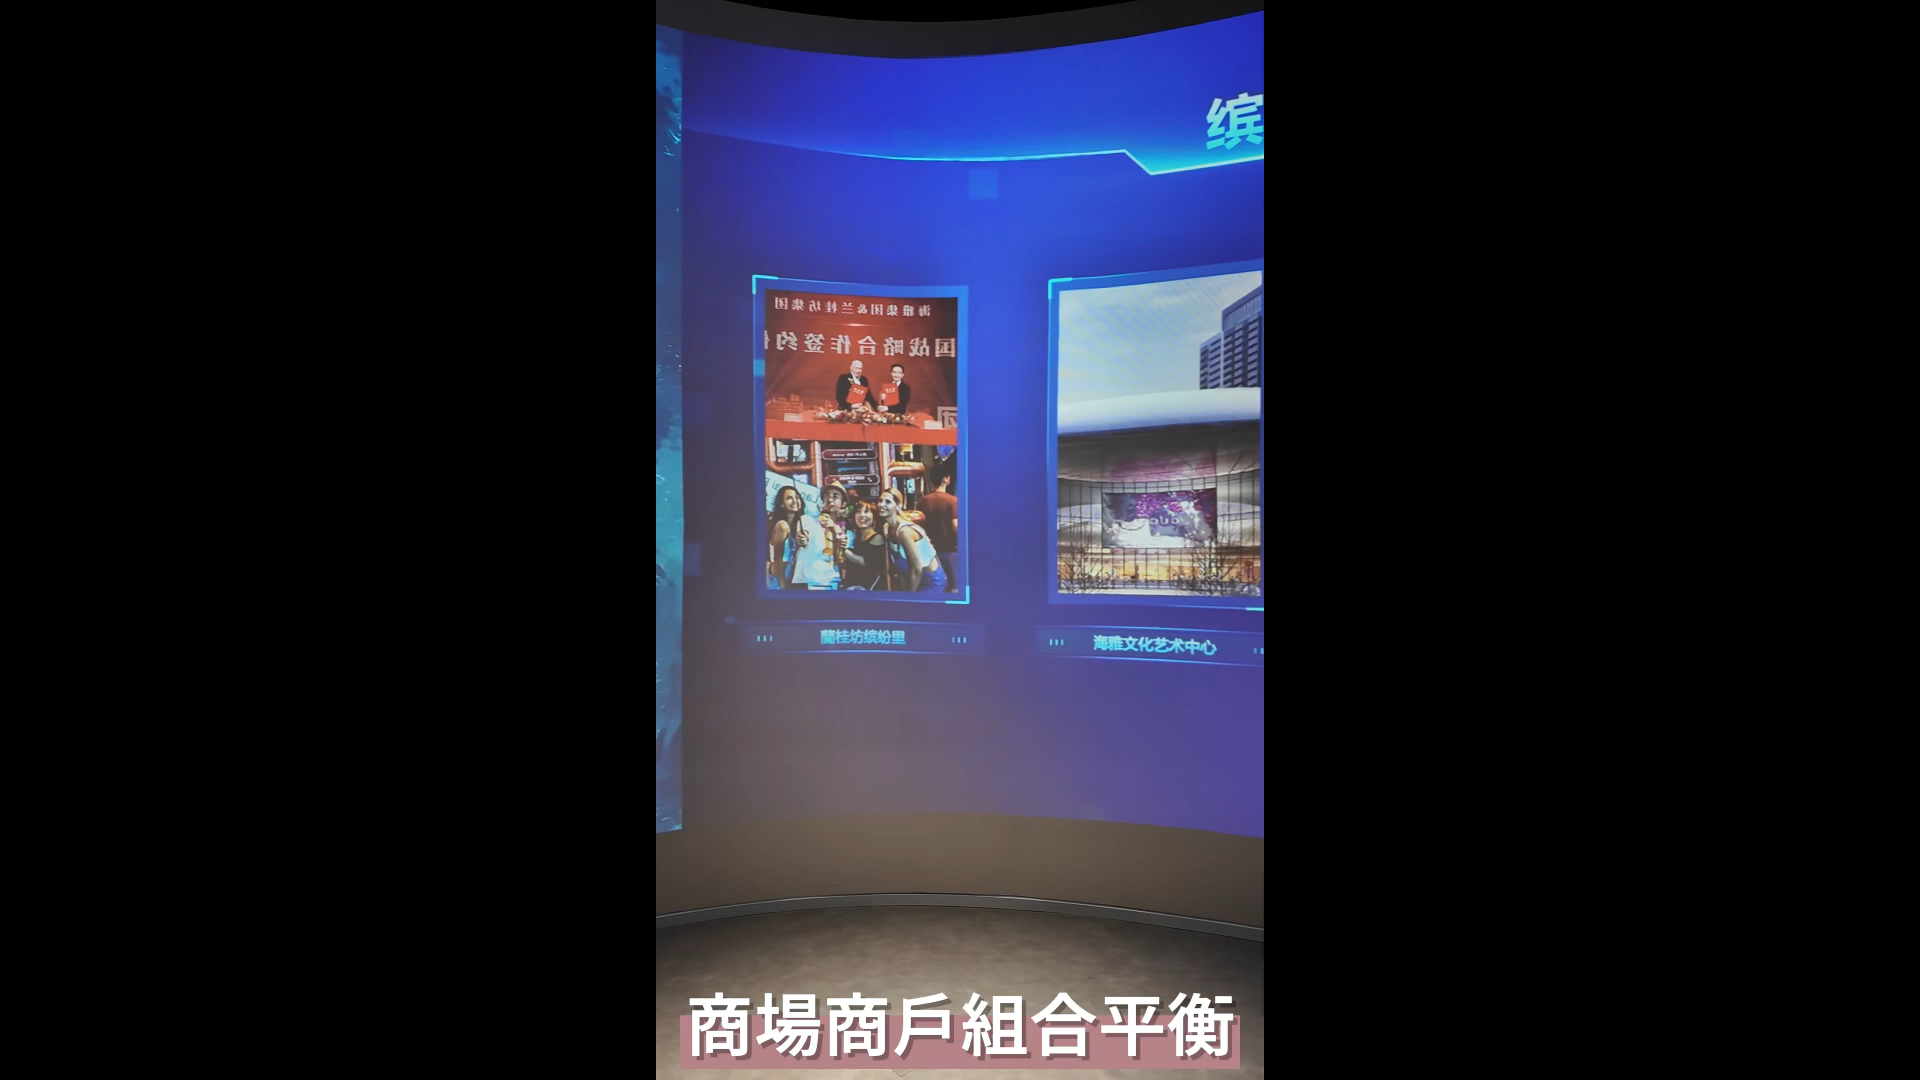 缤
海雅集团&兰桂坊集团
国战略合作签约
蘭桂坊缤纷里
海雅文化艺术中心
商場商戶組合平衡